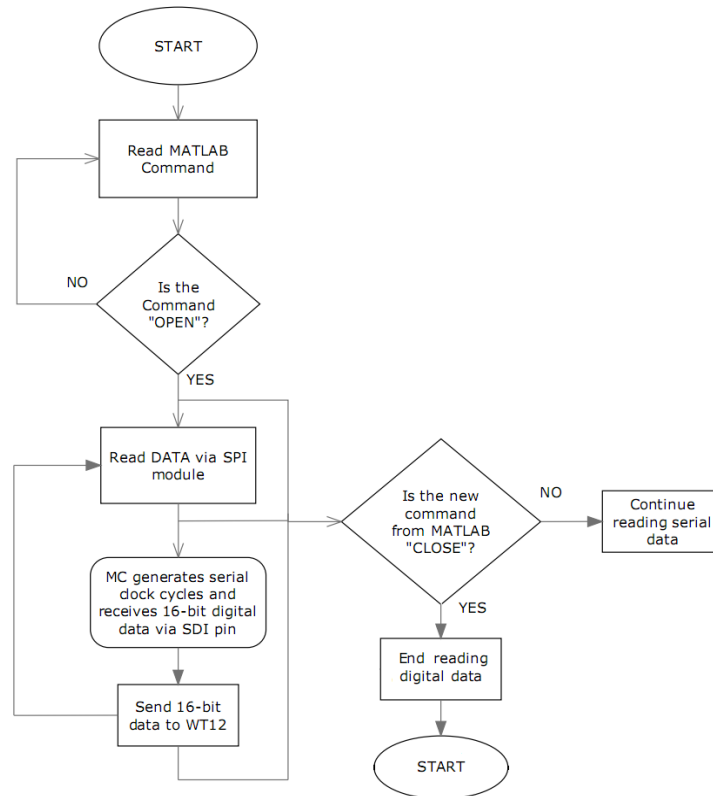 START
Read MATLAB
Command
NO
Is the
Command
"OPEN"?
YES
Read DATA via SPI
module
MC generates serial
clock cycles and
receives 16-bit digital
data via SDI pin
Send 16-bit
data to WT12
Is the new
command
from MATLAB
"CLOSE"?
NO
Continue
reading serial
data
YES
End reading
digital data
START